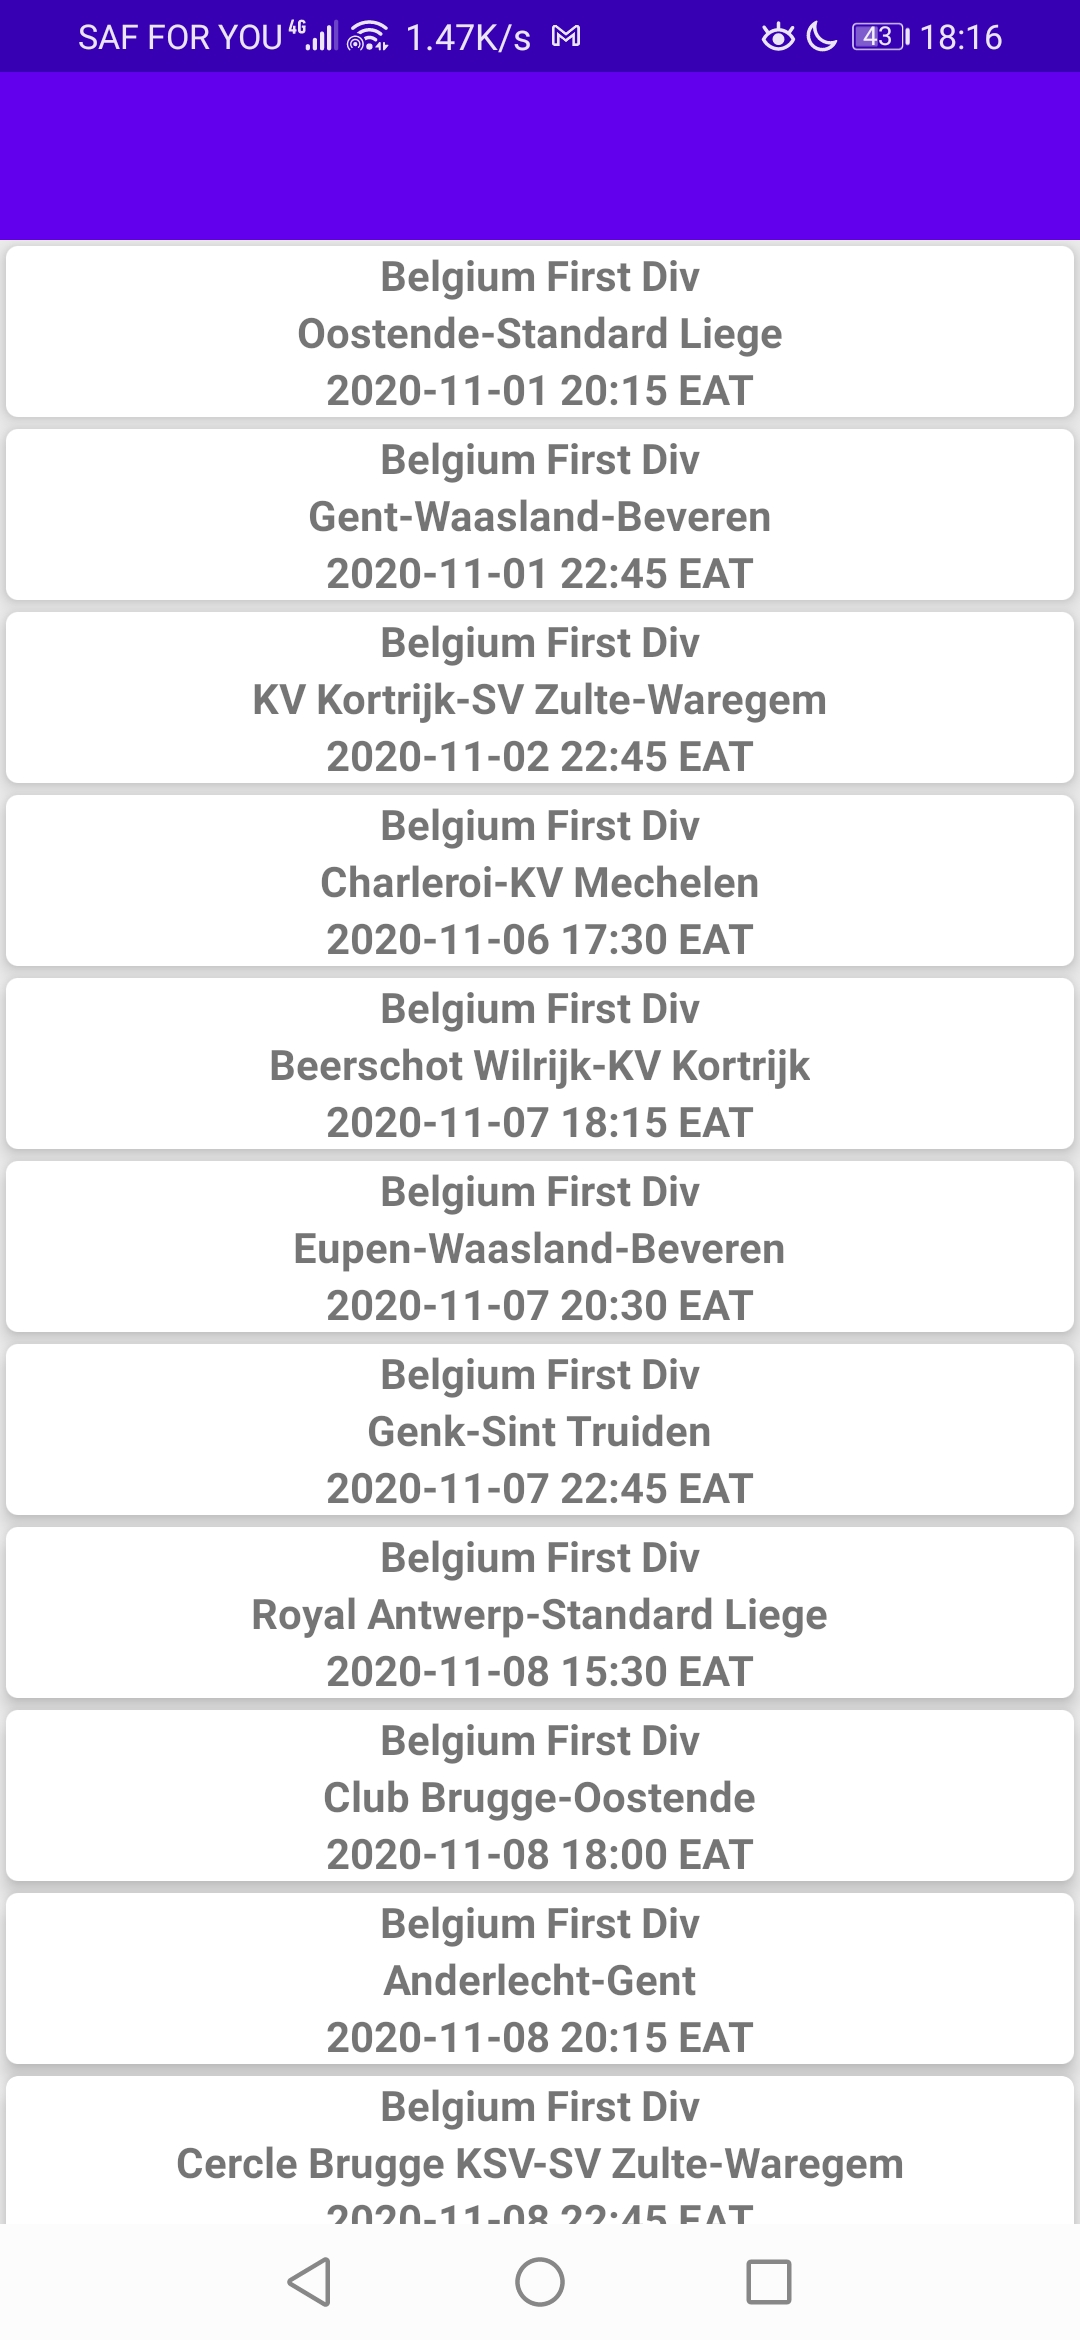 SAF FOR YOU 4G 1.47K/s 43 18:16
Belgium First Div
Oostende-Standard Liege
2020-11-01 20:15 EAT
Belgium First Div
Gent-Waasland-Beveren
2020-11-01 22:45 EAT
Belgium First Div
KV Kortrijk-SV Zulte-Waregem
2020-11-02 22:45 EAT
Belgium First Div
Charleroi-KV Mechelen
2020-11-06 17:30 EAT
Belgium First Div
Beerschot Wilrijk-KV Kortrijk
2020-11-07 18:15 EAT
Belgium First Div
Eupen-Waasland-Beveren
2020-11-07 20:30 EAT
Belgium First Div
Genk-Sint Truiden
2020-11-07 22:45 EAT
Belgium First Div
Royal Antwerp-Standard Liege
2020-11-08 15:30 EAT
Belgium First Div
Club Brugge-Oostende
2020-11-08 18:00 EAT
Belgium First Div
Anderlecht-Gent
2020-11-08 20:15 EAT
Belgium First Div
Cercle Brugge KSV-SV Zulte-Waregem
2020-11-08 22:45 EAT